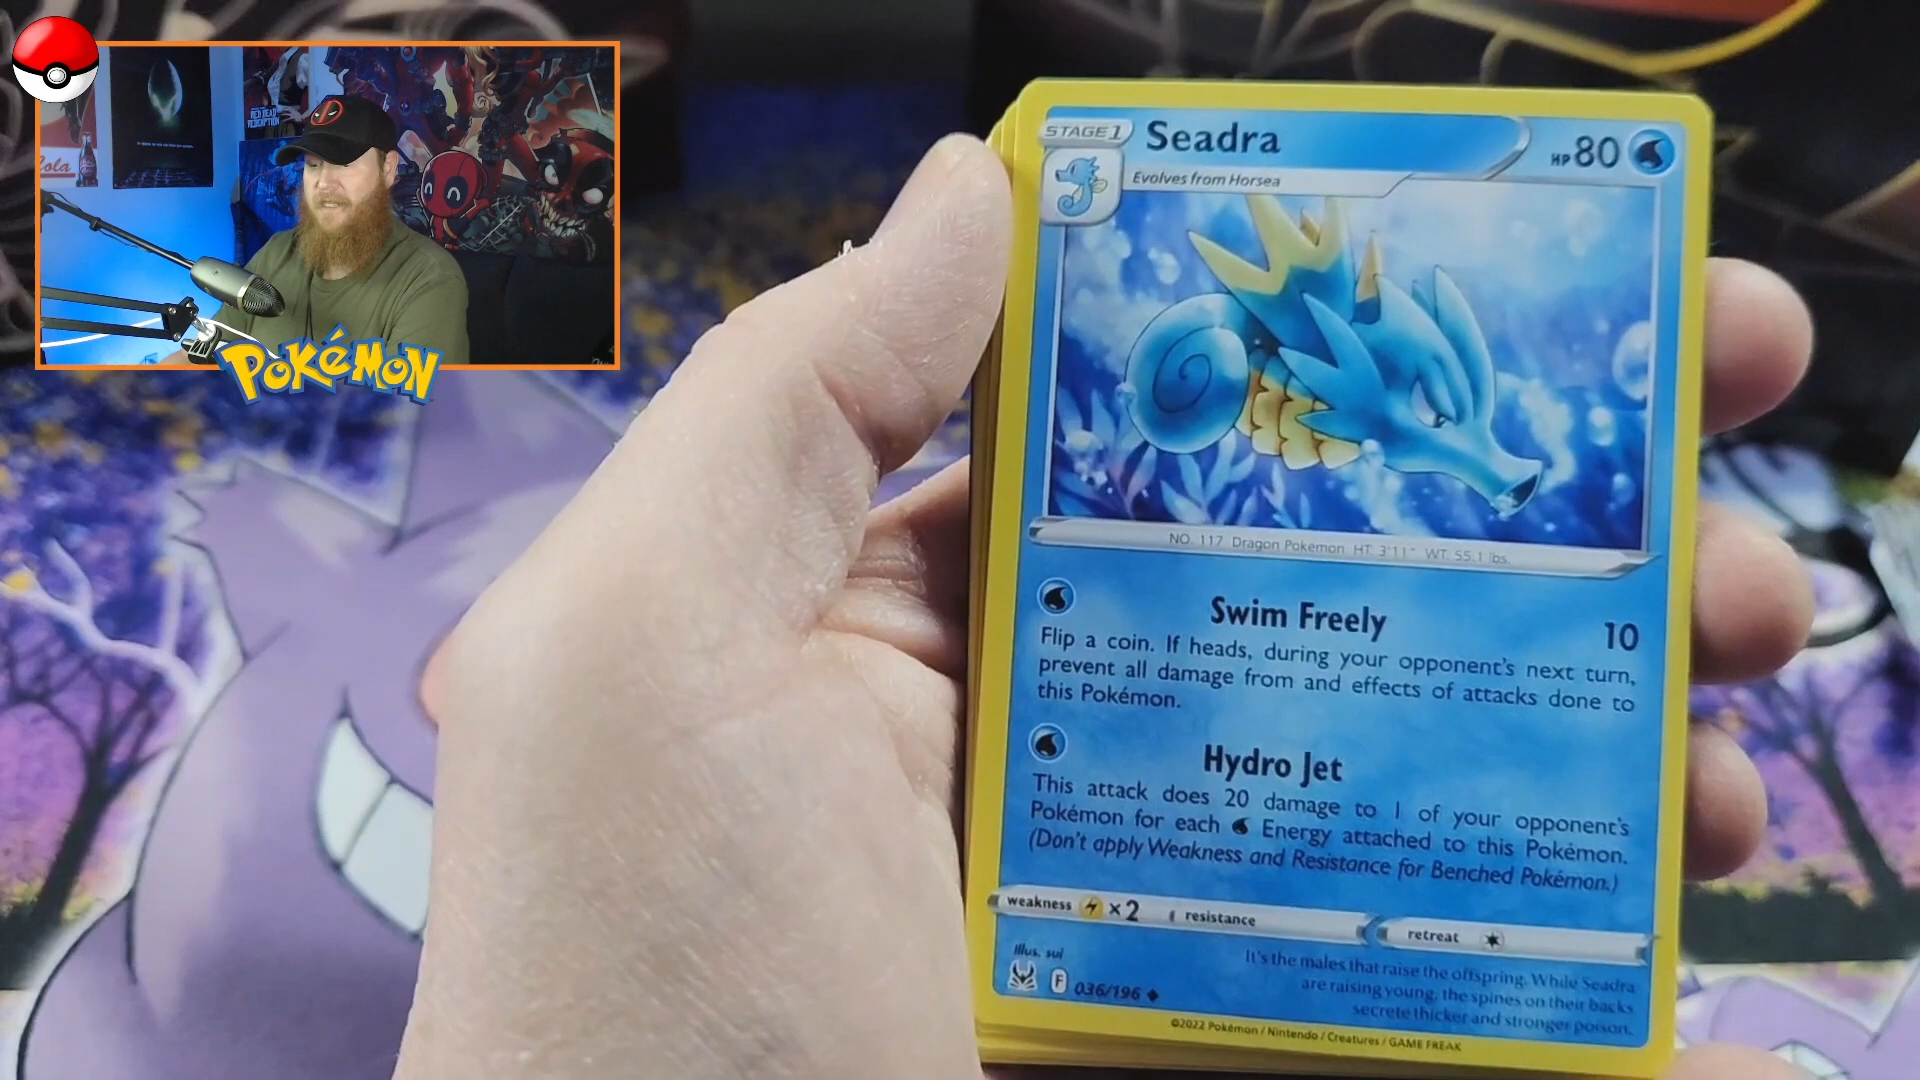 RED DEAD
REDEMPTION
Cola
POKéMON
STAGE 1
Seadra
HP 80
Evolves from Horsea
NO. 117 Dragon Pokémon HT: 3'11" WT: 55.1 lbs.
Swim Freely
10
Flip a coin. If heads, during your opponent's next turn,
prevent all damage from and effects of attacks done to
this Pokémon.
Hydro Jet
This attack does 20 damage to 1 of your opponent's
Pokémon for each Energy attached to this Pokémon.
(Don't apply Weakness and Resistance for Benched Pokémon.)
weakness ×2 resistance
retreat
Illus. sui
F 036/196
It's the males that raise the offspring. While Seadra
are raising young, the spines on their backs
secrete thicker and stronger poison.
©2022 Pokémon / Nintendo / Creatures / GAME FREAK